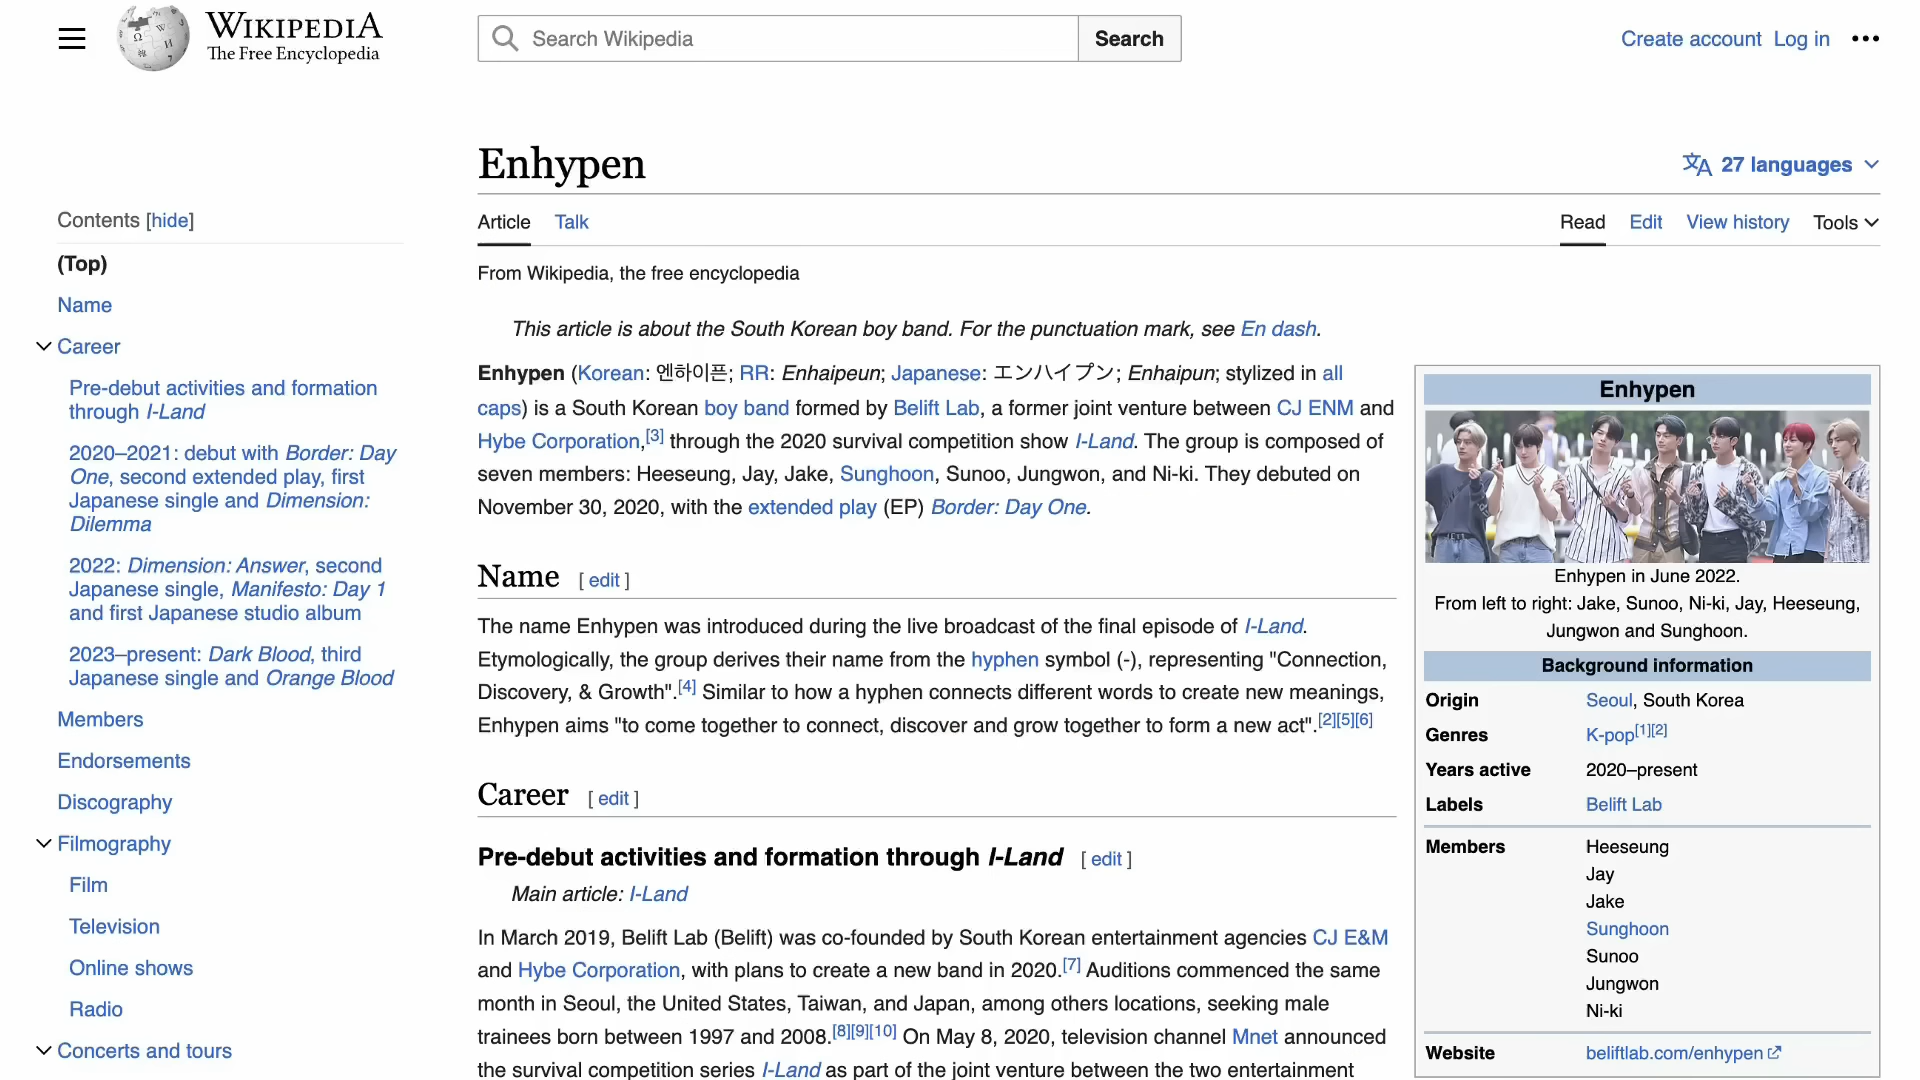 WIKIPEDIA
The Free Encyclopedia
Search Wikipedia
Search
Create account Log in
Enhypen
27 languages
Contents [hide]
(Top)
Name
Career
Pre-debut activities and formation
through I-Land
2020–2021: debut with Border: Day
One, second extended play, first
Japanese single and Dimension:
Dilemma
2022: Dimension: Answer, second
Japanese single, Manifesto: Day 1
and first Japanese studio album
2023–present: Dark Blood, third
Japanese single and Orange Blood
Members
Endorsements
Discography
Filmography
Film
Television
Online shows
Radio
Concerts and tours
Article Talk
Read Edit View history Tools
From Wikipedia, the free encyclopedia
This article is about the South Korean boy band. For the punctuation mark, see En dash.
Enhypen (Korean: 엔하이픈; RR: Enhaipeun; Japanese: エンハイプン; Enhaipun; stylized in all
caps) is a South Korean boy band formed by Belift Lab, a former joint venture between CJ ENM and
Hybe Corporation,[3] through the 2020 survival competition show I-Land. The group is composed of
seven members: Heeseung, Jay, Jake, Sunghoon, Sunoo, Jungwon, and Ni-ki. They debuted on
November 30, 2020, with the extended play (EP) Border: Day One.
Name [ edit ]
The name Enhypen was introduced during the live broadcast of the final episode of I-Land.
Etymologically, the group derives their name from the hyphen symbol (-), representing "Connection,
Discovery, & Growth".[4] Similar to how a hyphen connects different words to create new meanings,
Enhypen aims "to come together to connect, discover and grow together to form a new act".[2][5][6]
Career [ edit ]
Pre-debut activities and formation through I-Land [ edit ]
Main article: I-Land
In March 2019, Belift Lab (Belift) was co-founded by South Korean entertainment agencies CJ E&M
and Hybe Corporation, with plans to create a new band in 2020.[7] Auditions commenced the same
month in Seoul, the United States, Taiwan, and Japan, among others locations, seeking male
trainees born between 1997 and 2008.[8][9][10] On May 8, 2020, television channel Mnet announced
the survival competition series I-Land as part of the joint venture between the two entertainment
Enhypen
Enhypen in June 2022.
From left to right: Jake, Sunoo, Ni-ki, Jay, Heeseung,
Jungwon and Sunghoon.
Background information
Origin Seoul, South Korea
Genres K-pop[1][2]
Years active 2020–present
Labels Belift Lab
Members Heeseung
Jay
Jake
Sunghoon
Sunoo
Jungwon
Ni-ki
Website beliftlab.com/enhypen